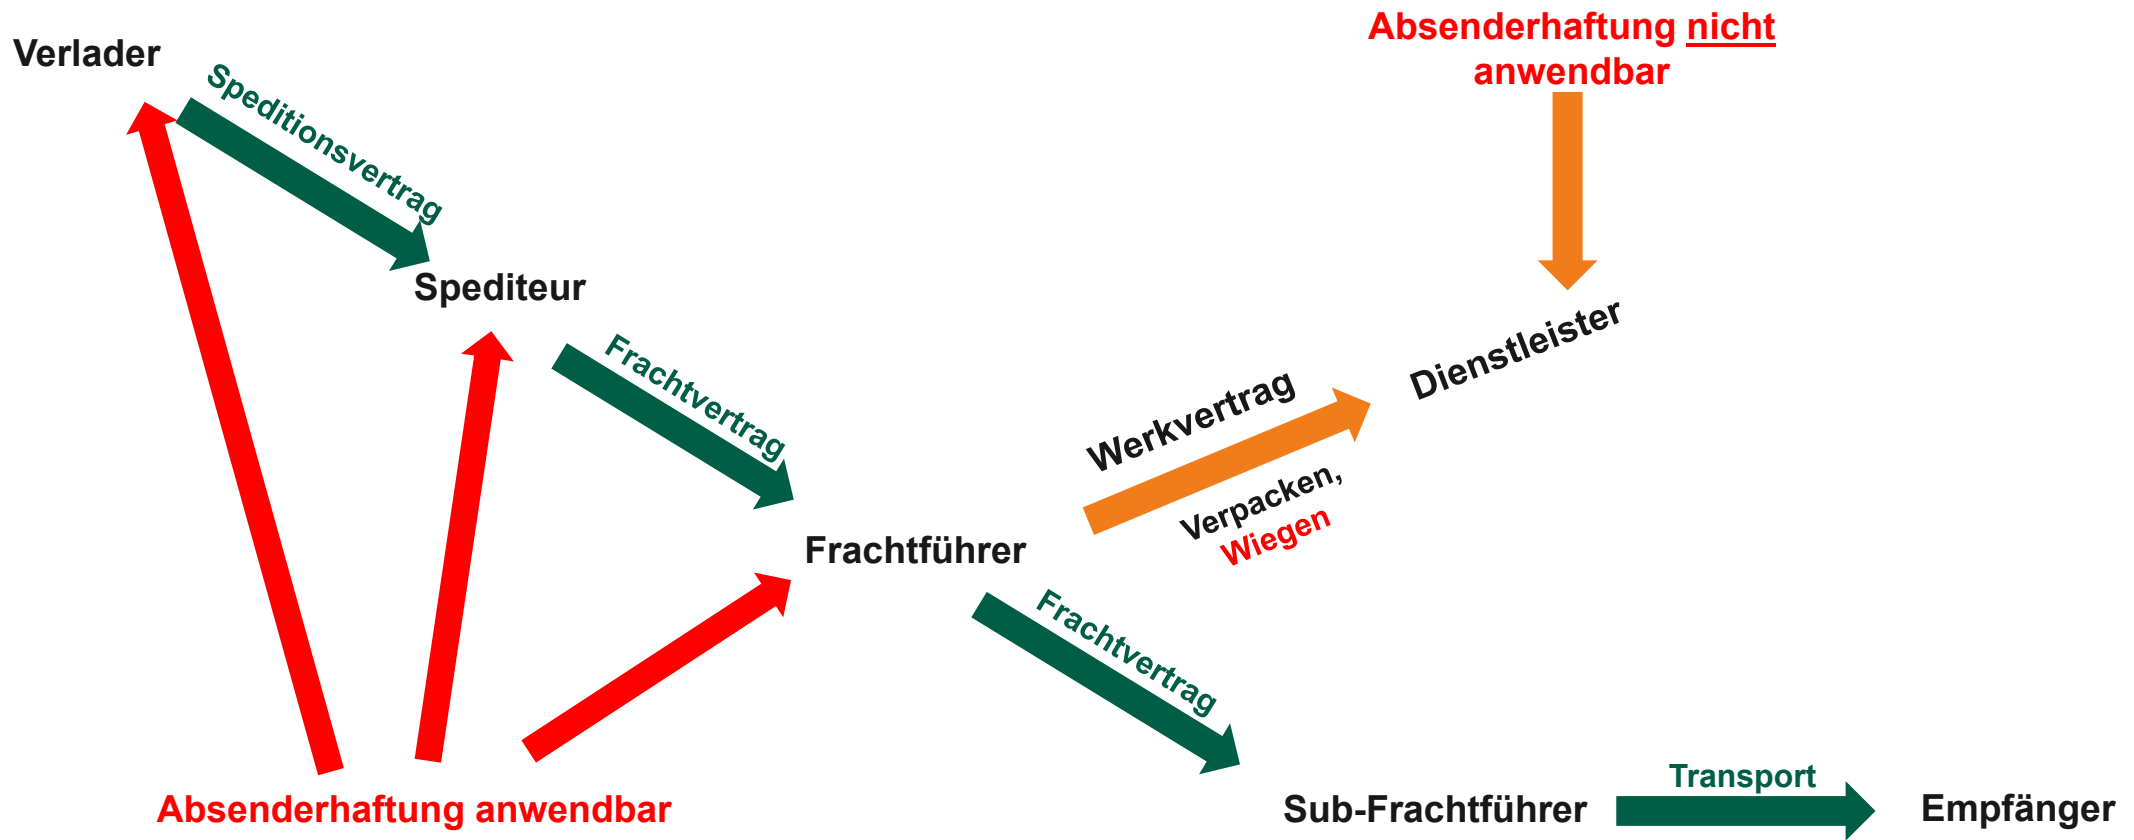 Absenderhaftung nicht
anwendbar
Verlader
Speditionsvertrag
Spediteur
Frachtvertrag
Dienstleister
Werkvertrag
Verpacken,
Wiegen
Frachtführer
Frachtvertrag
Absenderhaftung anwendbar
Sub-Frachtführer
Transport
Empfänger